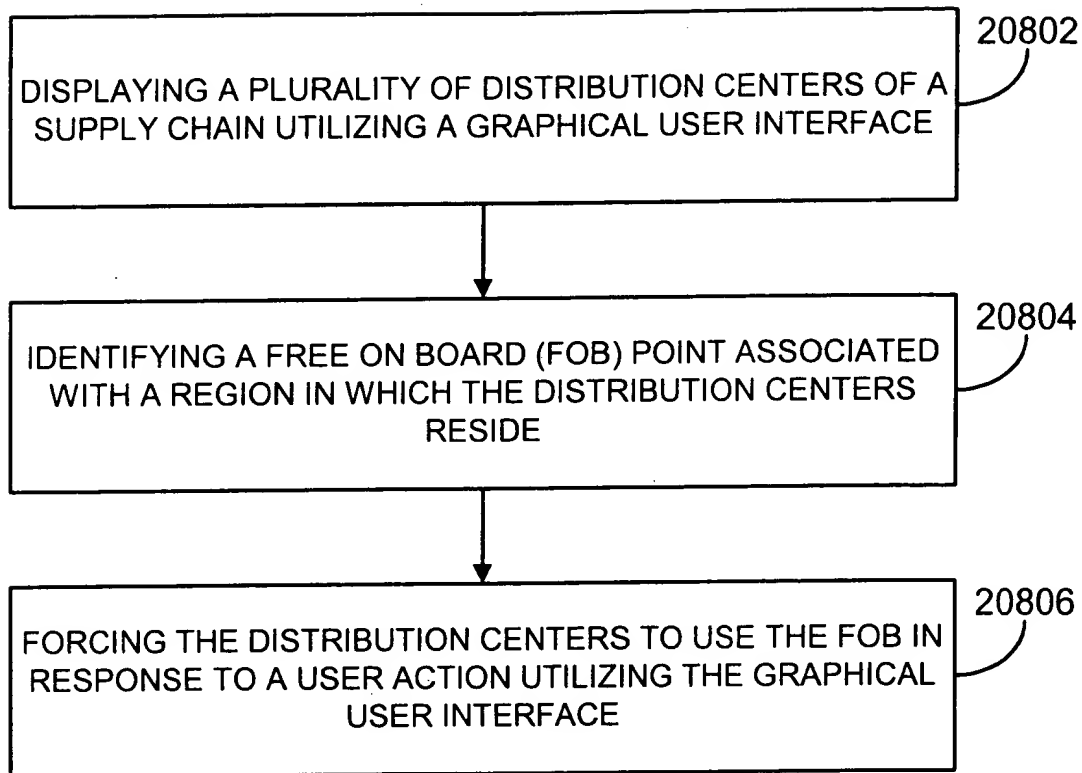 20802
DISPLAYING A PLURALITY OF DISTRIBUTION CENTERS OF A
SUPPLY CHAIN UTILIZING A GRAPHICAL USER INTERFACE
20804
IDENTIFYING A FREE ON BOARD (FOB) POINT ASSOCIATED
WITH A REGION IN WHICH THE DISTRIBUTION CENTERS
RESIDE
20806
FORCING THE DISTRIBUTION CENTERS TO USE THE FOB IN
RESPONSE TO A USER ACTION UTILIZING THE GRAPHICAL
USER INTERFACE